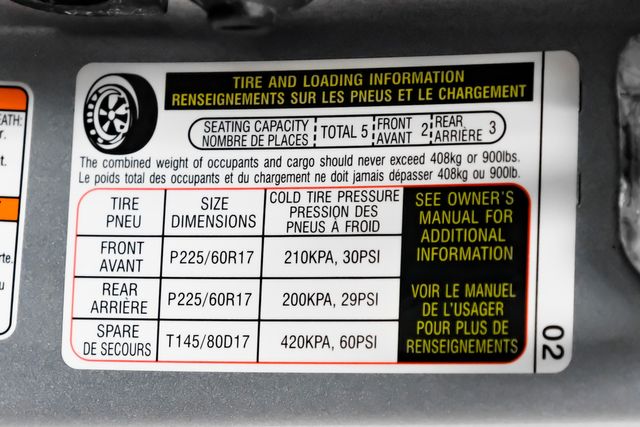 TIRE AND LOADING INFORMATION
RENSEIGNEMENTS SUR LES PNEUS ET LE CHARGEMENT
SEATING CAPACITY TOTAL 5 FRONT 2 REAR 3
NOMBRE DE PLACES AVANT ARRIÈRE
The combined weight of occupants and cargo should never exceed 408kg or 900lbs.
Le poids total des occupants et du chargement ne doit jamais dépasser 408kg ou 900lb.
TIRE SIZE COLD TIRE PRESSURE
PNEU DIMENSIONS PRESSION DES
PNEUS À FROID
FRONT
AVANT P225/60R17 210KPA, 30PSI
REAR
ARRIÈRE P225/60R17 200KPA, 29PSI
SPARE
DE SECOURS T145/80D17 420KPA, 60PSI
SEE OWNER'S
MANUAL FOR
ADDITIONAL
INFORMATION
VOIR LE MANUEL
DE L'USAGER
POUR PLUS DE
RENSEIGNEMENTS
02
EATH:
r.
t.
rte.
u